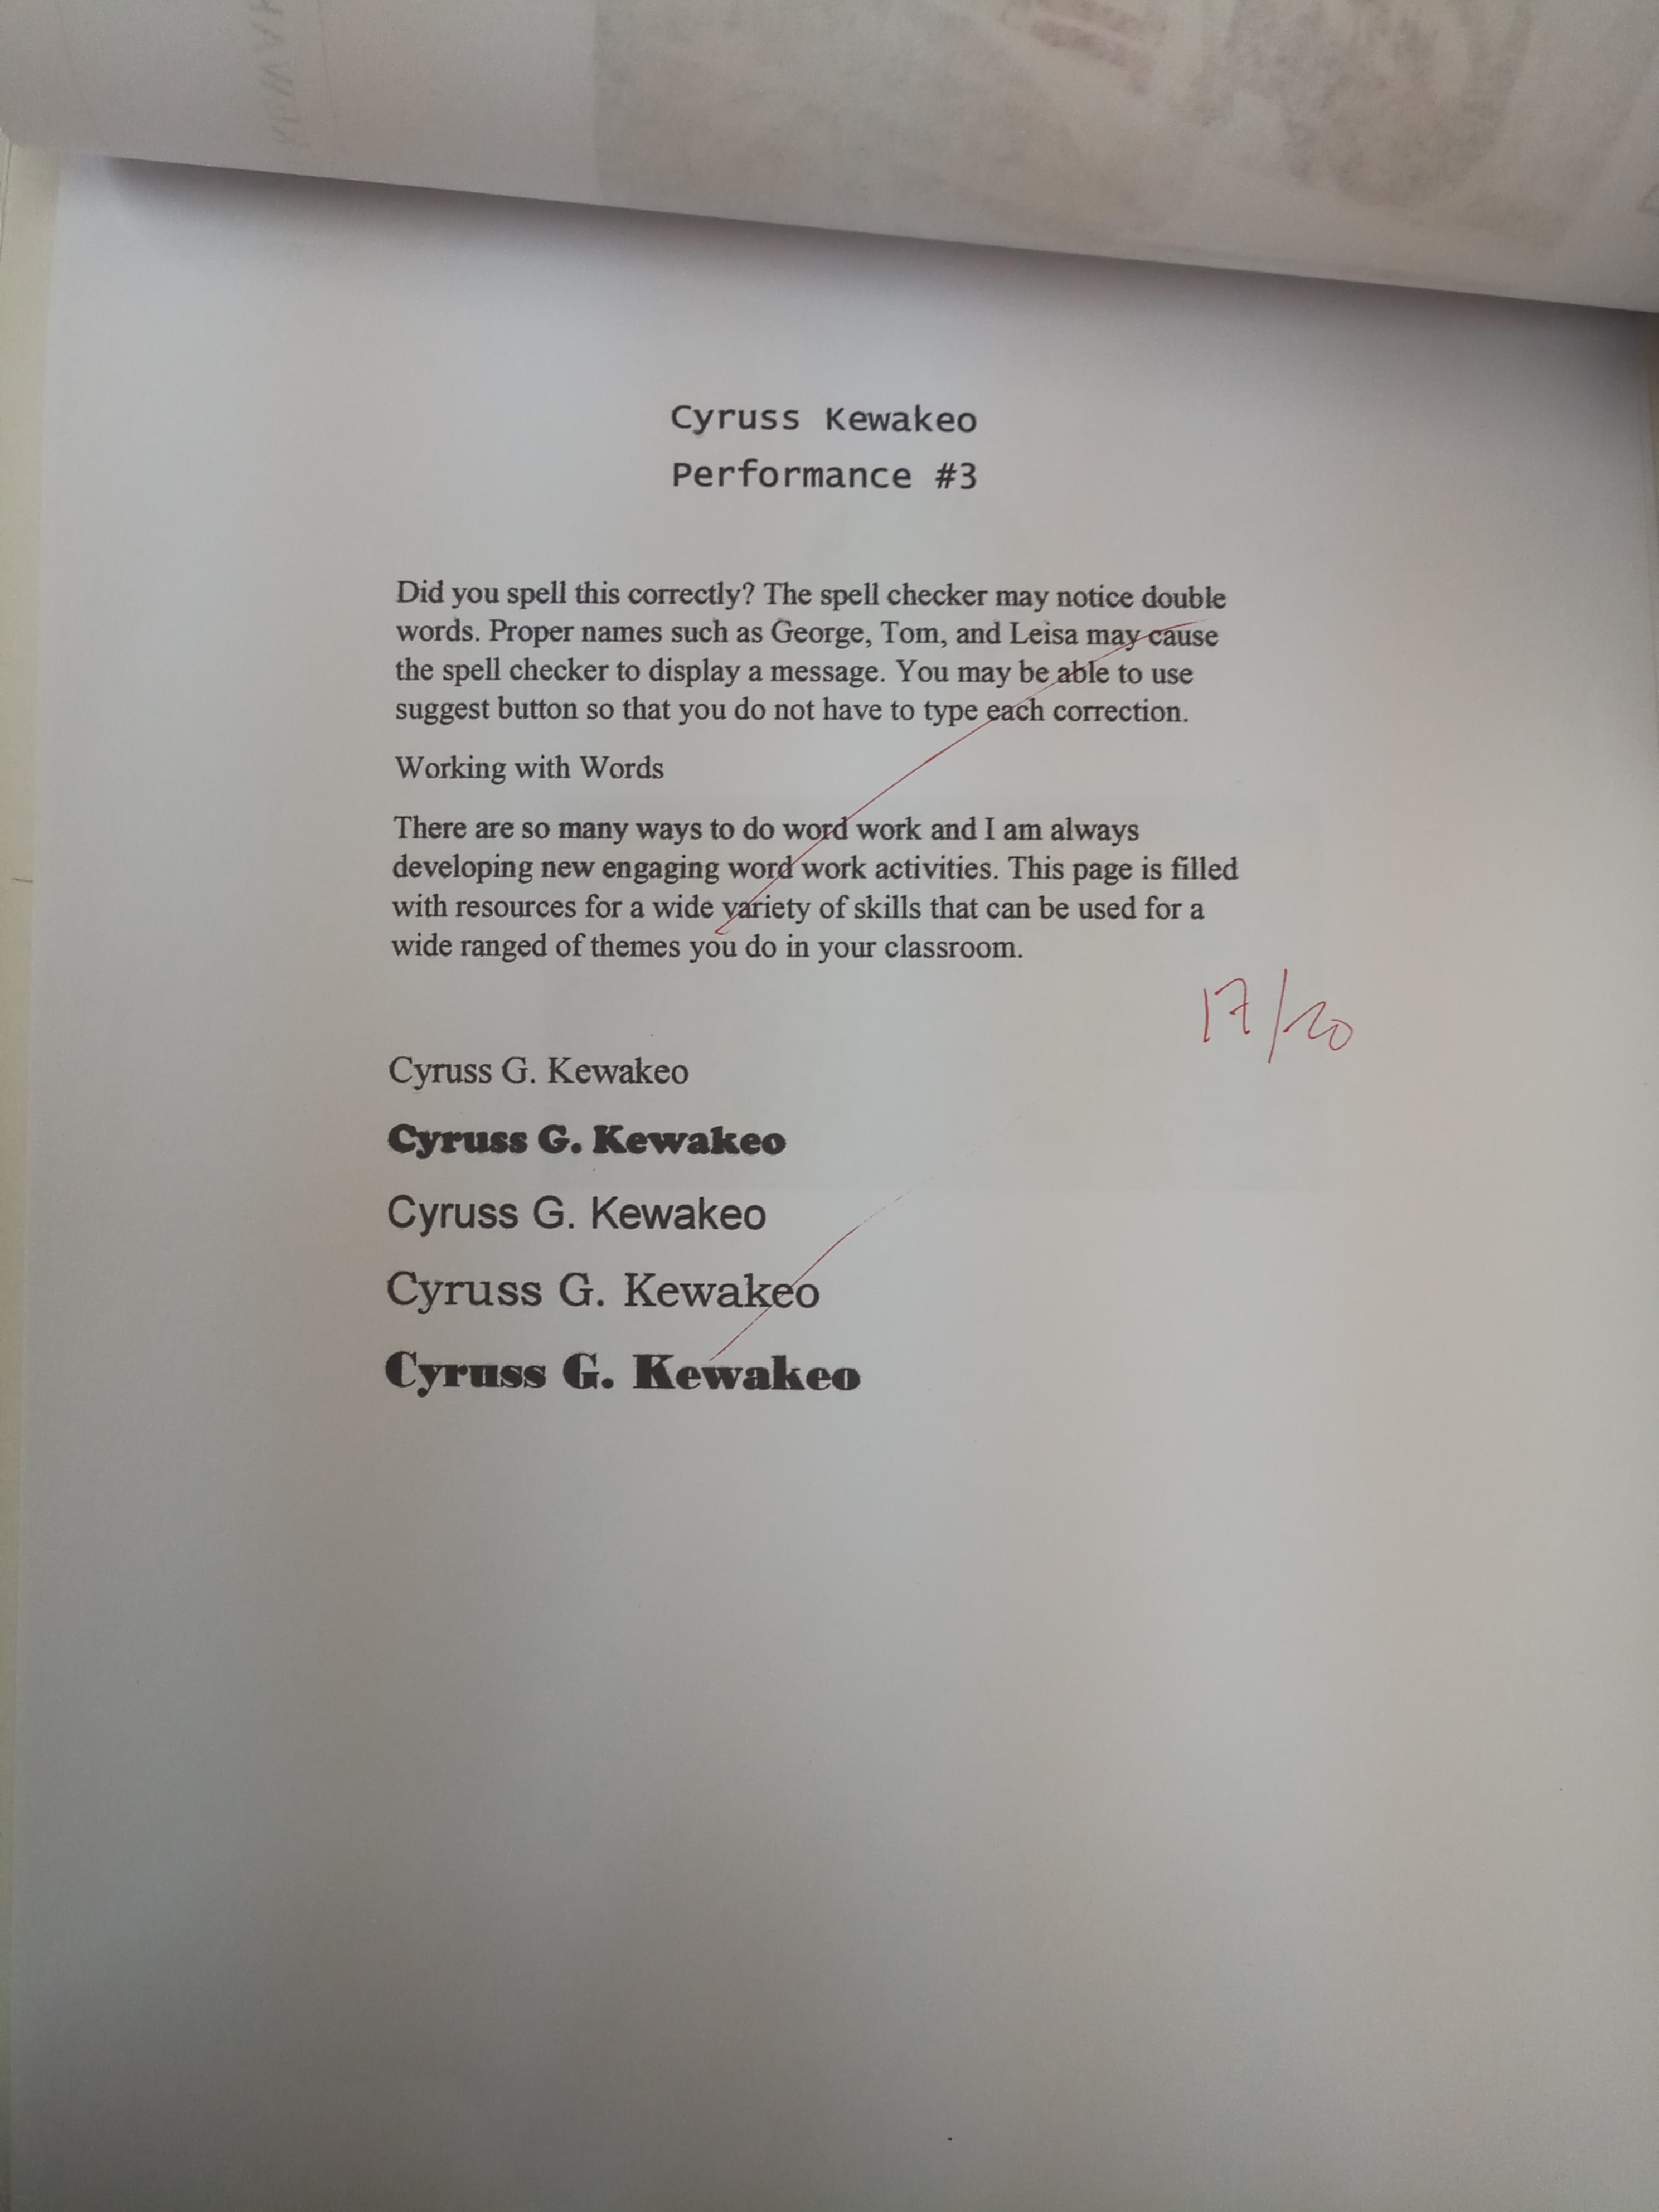 Cyruss Kewakeo
Performance #3
Did you spell this correctly? The spell checker may notice double
words. Proper names such as George, Tom, and Leisa may cause
the spell checker to display a message. You may be able to use
suggest button so that you do not have to type each correction.
Working with Words
There are so many ways to do word work and I am always
developing new engaging word work activities. This page is filled
with resources for a wide variety of skills that can be used for a
wide ranged of themes you do in your classroom.
17/20
Cyruss G. Kewakeo
Cyruss G. Kewakeo
Cyruss G. Kewakeo
Cyruss G. Kewakeo
Cyruss G. Kewakeo